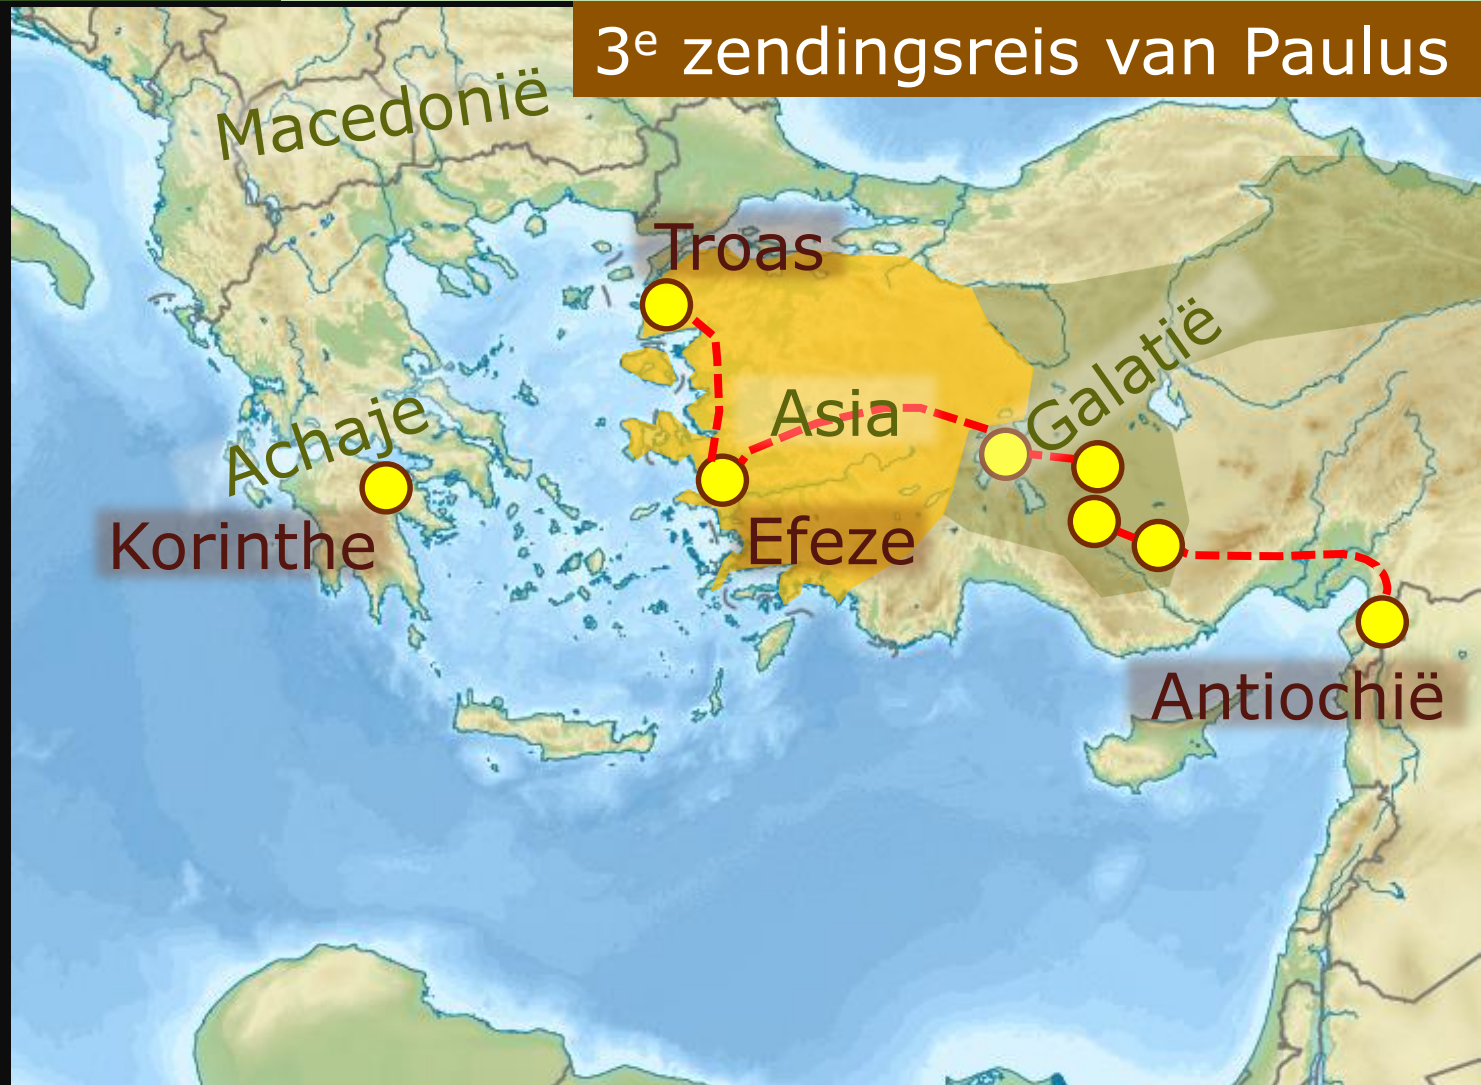 3ᵉ zendingsreis van Paulus
Macedonië
Troas
Galatië
Asia
Achaje
Korinthe
Efeze
Antiochië